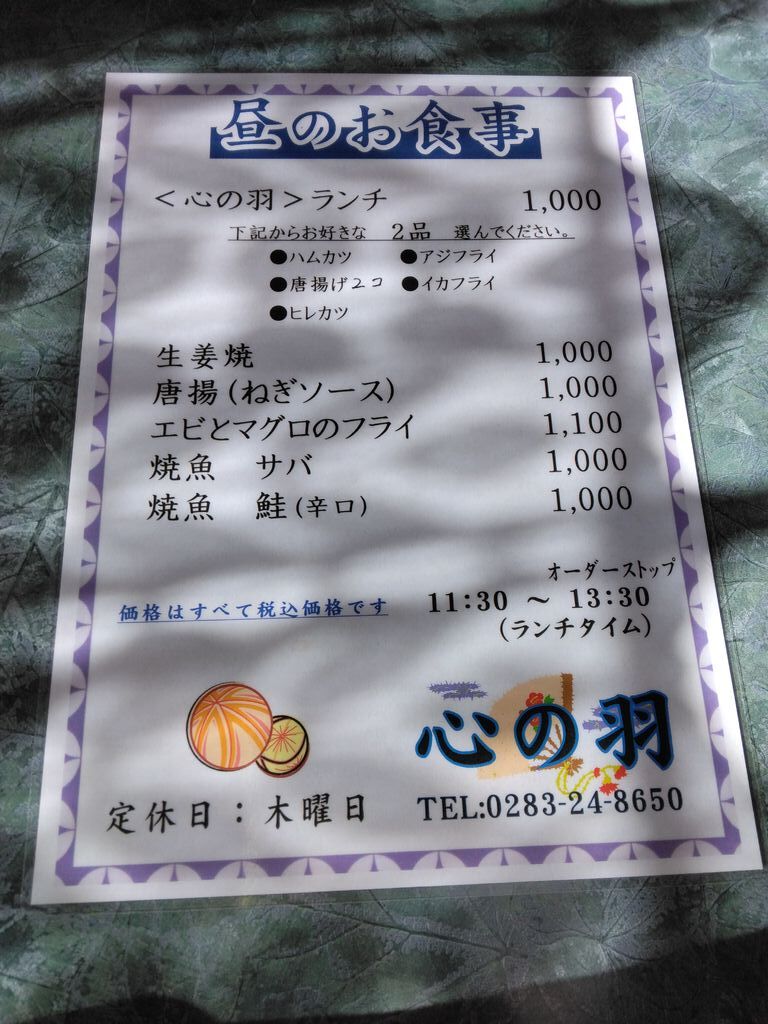 昼のお食事
<心の羽>ランチ 1,000
下記からお好きな 2品 選んでください。
●ハムカツ ●アジフライ
●唐揚げ2コ ●イカフライ
●ヒレカツ
生姜焼 1,000
唐揚(ねぎソース) 1,000
エビとマグロのフライ 1,100
焼魚 サバ 1,000
焼魚 鮭(辛口) 1,000
オーダーストップ
価格はすべて税込価格です 11:30 ～ 13:30
(ランチタイム)
心の羽
定休日：木曜日 TEL:0283-24-8650